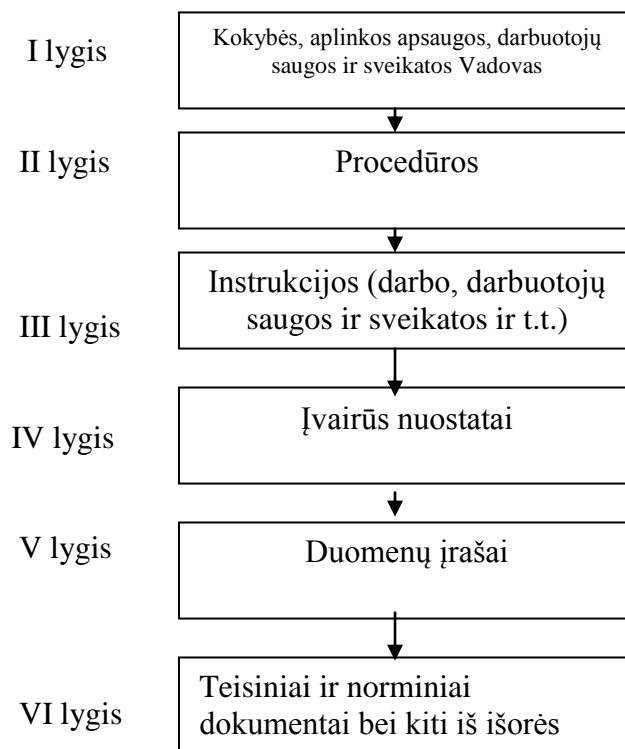 I lygis
Kokybės, aplinkos apsaugos, darbuotojų
saugos ir sveikatos Vadovas
II lygis
Procedūros
III lygis
Instrukcijos (darbo, darbuotojų
saugos ir sveikatos ir t.t.)
IV lygis
Įvairūs nuostatai
V lygis
Duomenų įrašai
VI lygis
Teisiniai ir norminiai
dokumentai bei kiti iš išorės